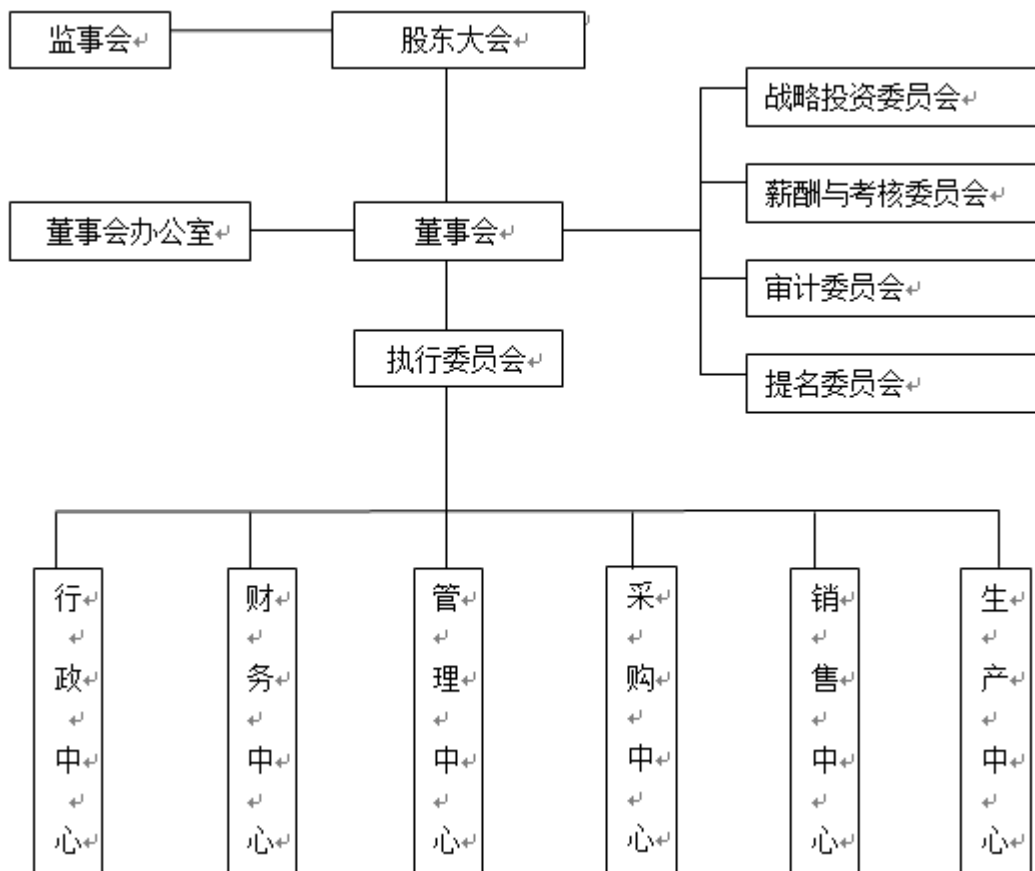 监事会
股东大会
战略投资委员会
薪酬与考核委员会
董事会办公室
董事会
审计委员会
执行委员会
提名委员会
行政中心
财务中心
管理中心
采购中心
销售中心
生产中心